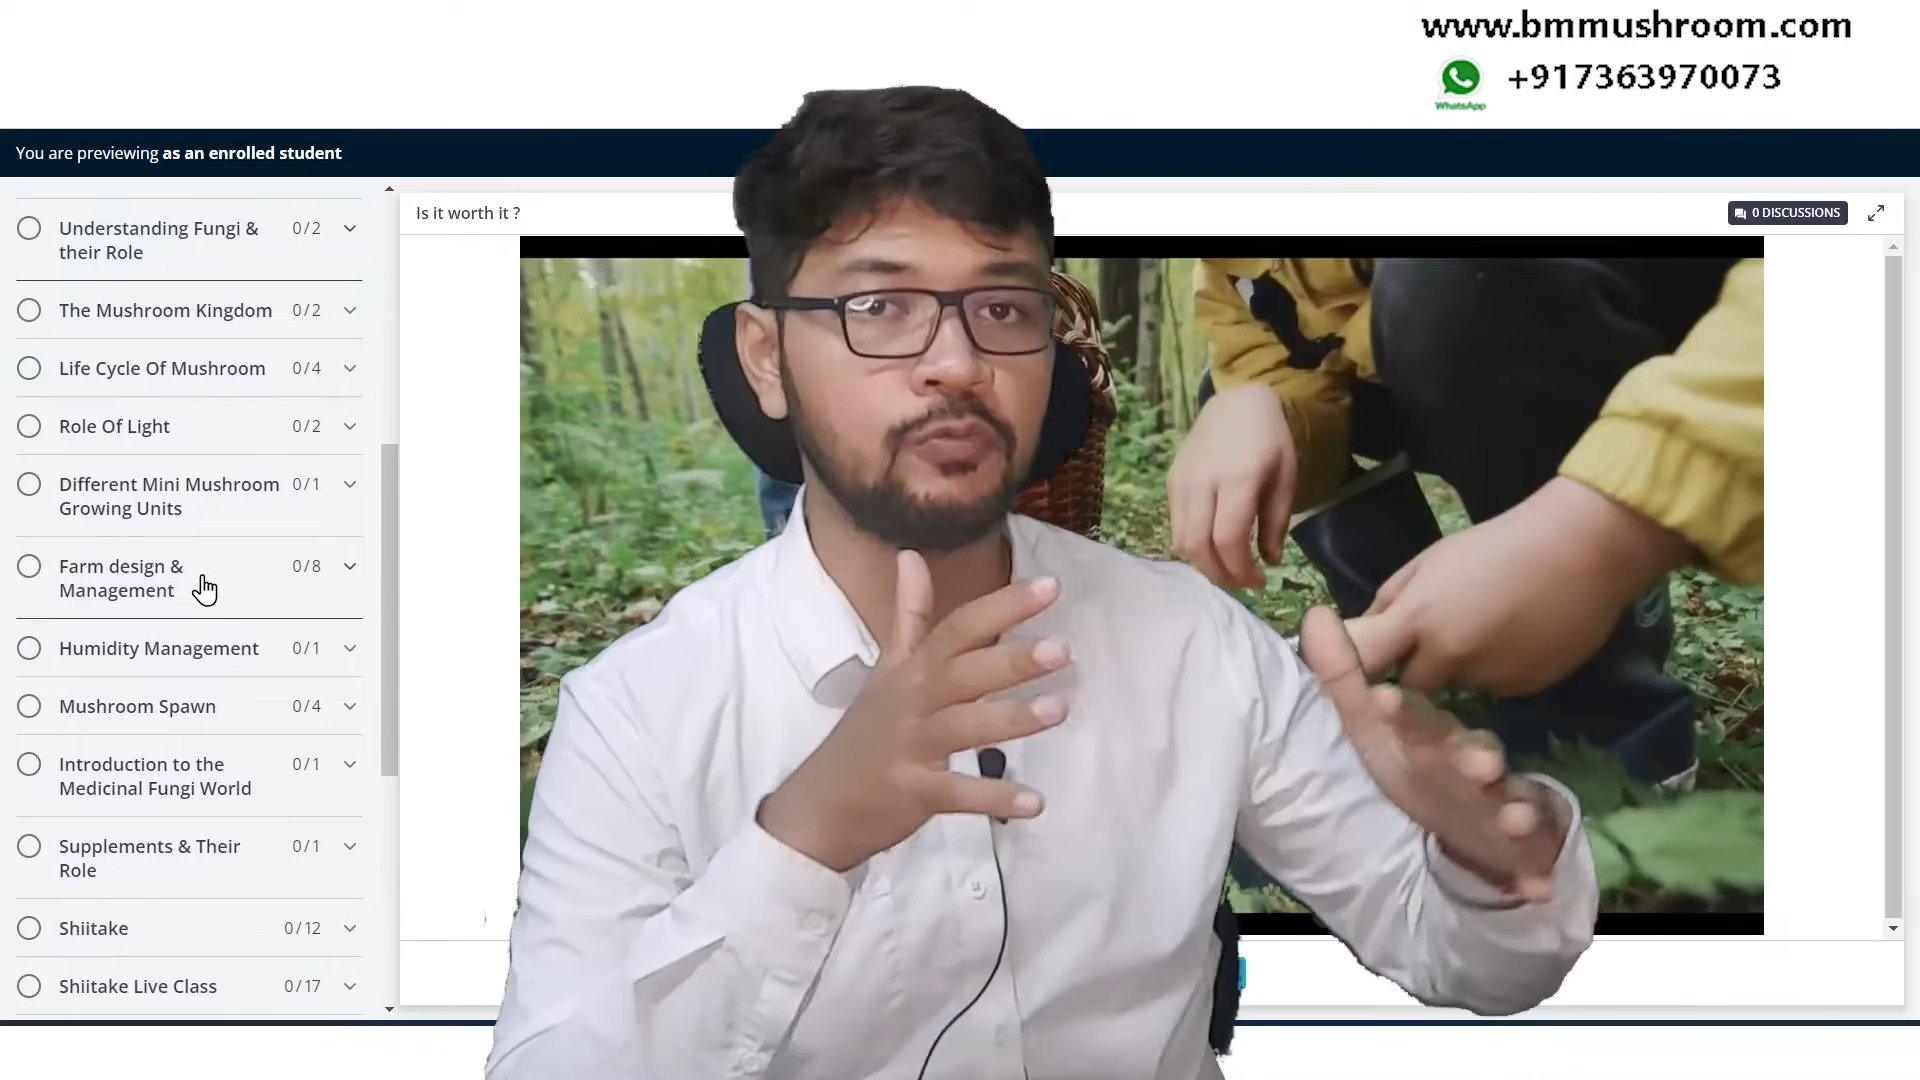 www.bmmushroom.com
WhatsApp
+917363970073
You are previewing as an enrolled student
Understanding Fungi & 0/2
their Role
The Mushroom Kingdom 0/2
Life Cycle Of Mushroom 0/4
Role Of Light 0/2
Different Mini Mushroom 0/1
Growing Units
Farm design & 0/8
Management
Humidity Management 0/1
Mushroom Spawn 0/4
Introduction to the 0/1
Medicinal Fungi World
Supplements & Their 0/1
Role
Shiitake 0/12
Shiitake Live Class 0/17
Is it worth it ?
0 DISCUSSIONS